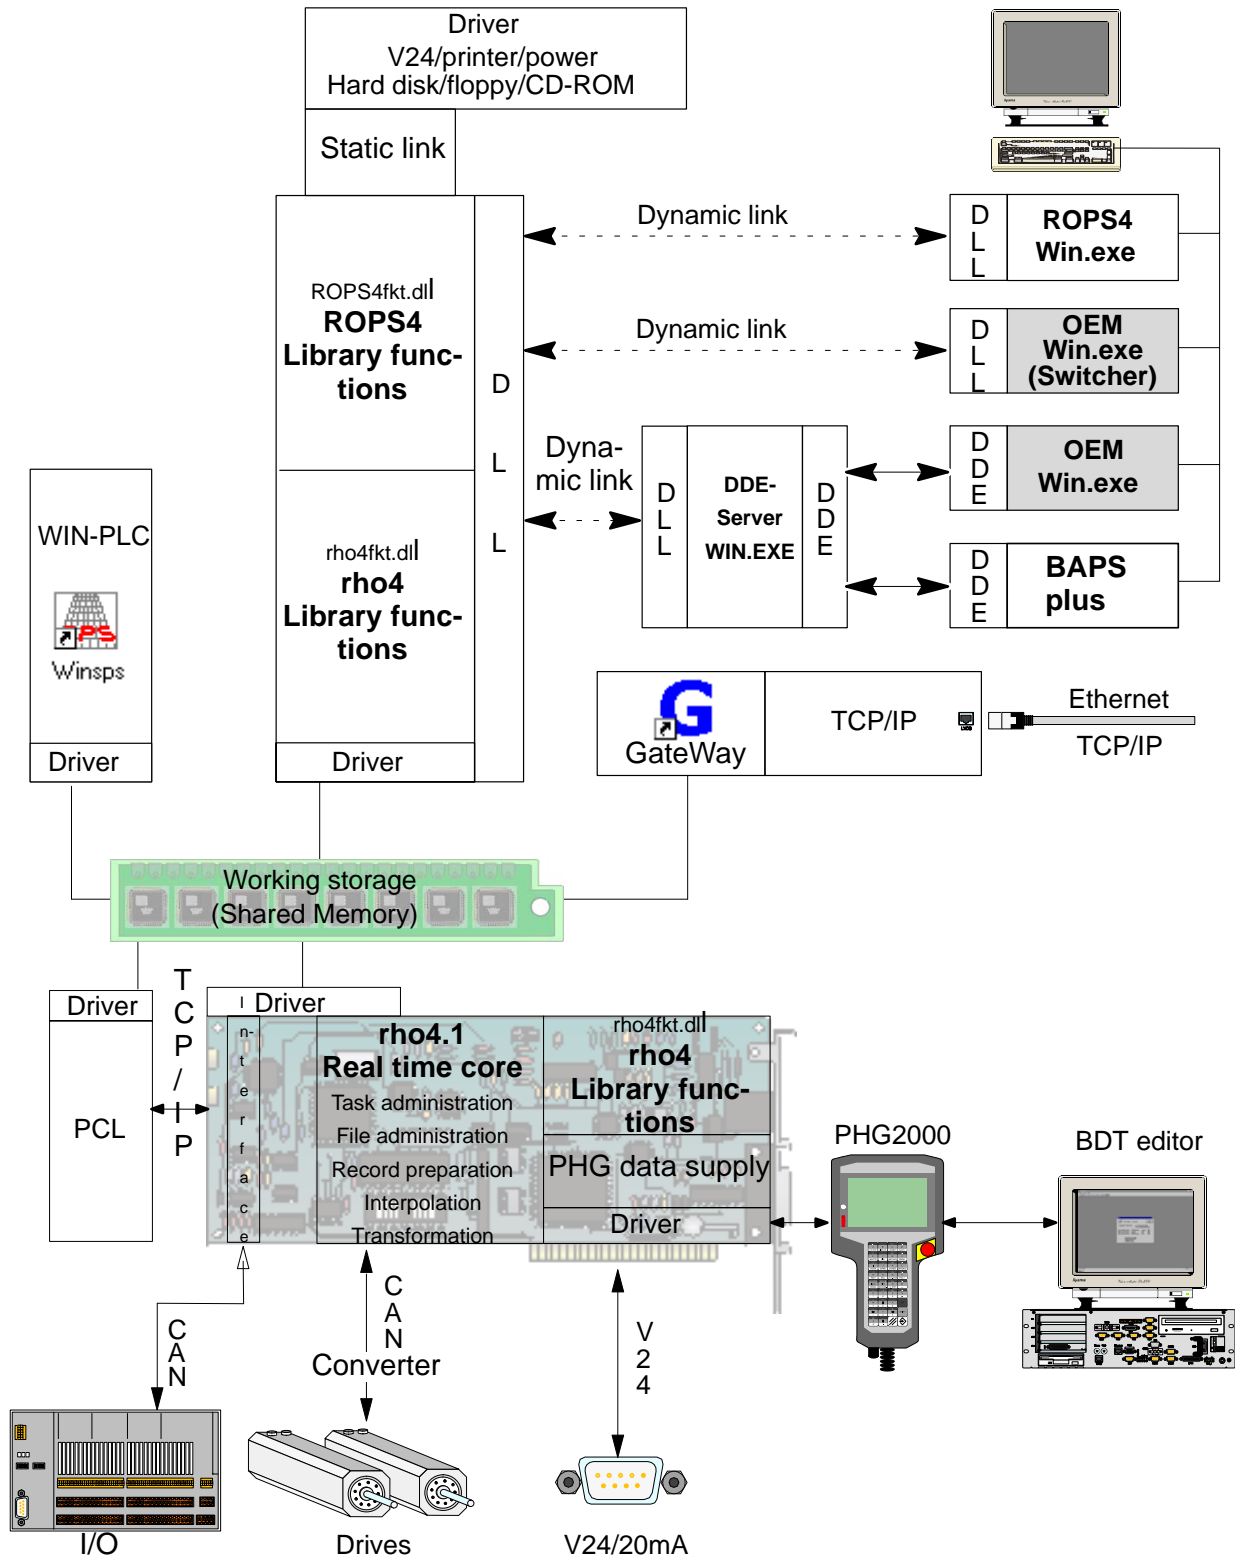 Driver
V24/printer/power
Hard disk/floppy/CD-ROM
Static link
Dynamic link
D
L
L
ROPS4
Win.exe
ROPS4fkt.dll
ROPS4
Library func-
tions
Dynamic link
D
L
L
OEM
Win.exe
(Switcher)
D
L
L
Dyna-
mic link
D
L
L
DDE-
Server
WIN.EXE
D
D
E
D
D
E
OEM
Win.exe
D
D
E
BAPS
plus
WIN-PLC
Winsps
Driver
rho4fkt.dll
rho4
Library func-
tions
Driver
G
GateWay
TCP/IP
Ethernet
TCP/IP
Working storage
(Shared Memory)
Driver
PCL
T
C
P
/
I
P
Driver
I
n-
t
e
r
f
a
c
e
rho4.1
Real time core
Task administration
File administration
Record preparation
Interpolation
Transformation
rho4fkt.dll
rho4
Library func-
tions
PHG data supply
Driver
PHG2000
BDT editor
C
A
N
C
A
N
Converter
V
2
4
I/O
Drives
V24/20mA